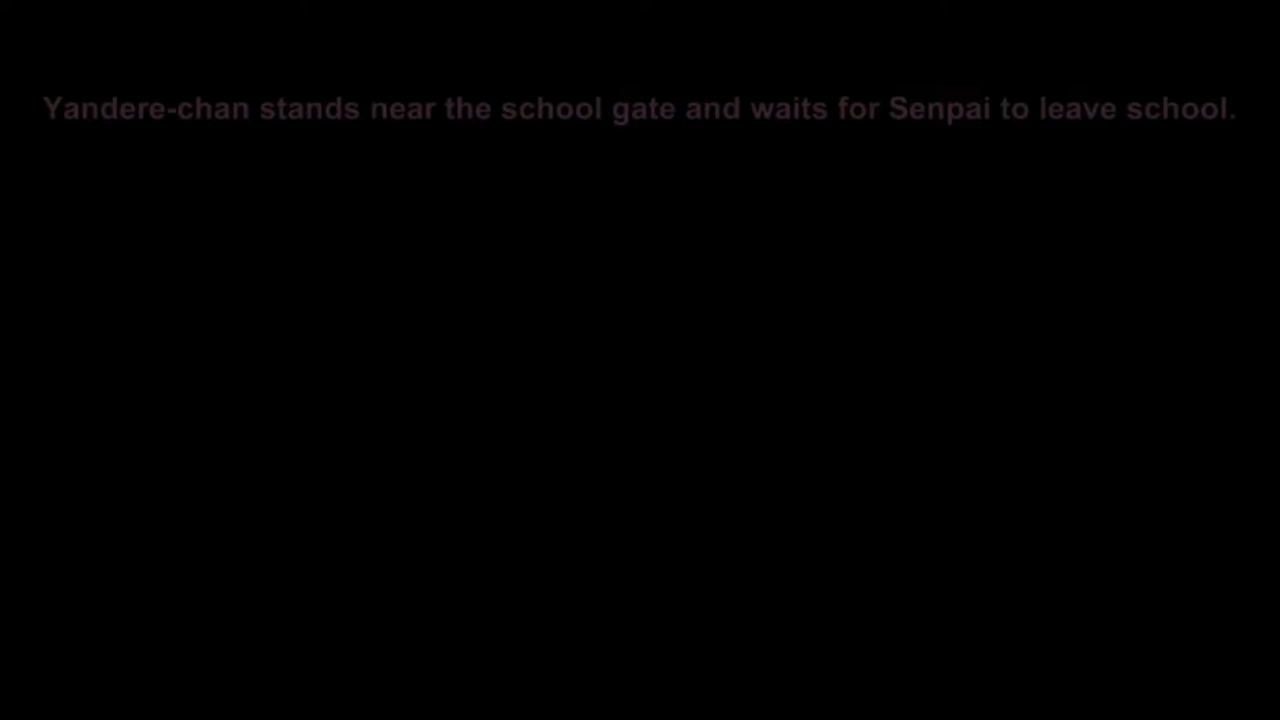 Yandere-chan stands near the school gate and waits for Senpai to leave school.